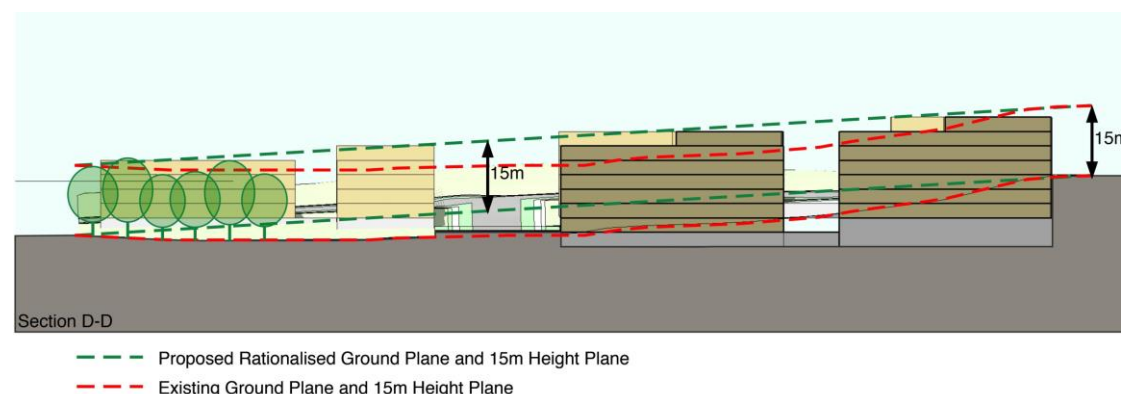 15m
15m
Section D-D
Proposed Rationalised Ground Plane and 15m Height Plane
Existing Ground Plane and 15m Height Plane